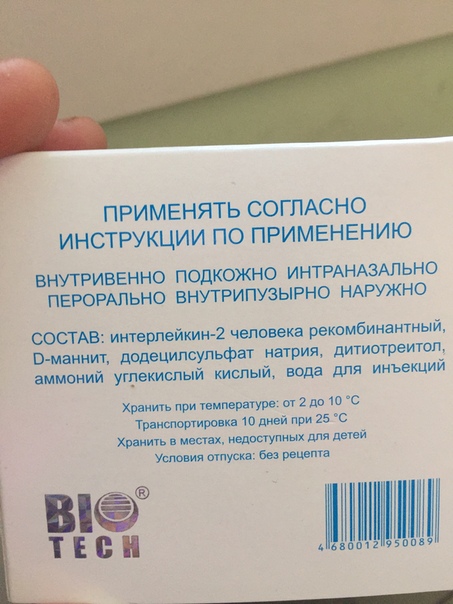 ПРИМЕНЯТЬ СОГЛАСНО
ИНСТРУКЦИИ ПО ПРИМЕНЕНИЮ
ВНУТРИВЕННО ПОДКОЖНО ИНТРАНАЗАЛЬНО
ПЕРОРАЛЬНО ВНУТРИПУЗЫРНО НАРУЖНО
СОСТАВ: интерлейкин-2 человека рекомбинантный,
D-маннит, додецилсульфат натрия, дитиотреитол,
аммоний углекислый кислый, вода для инъекций
Хранить при температуре: от 2 до 10 °С
Транспортировка 10 дней при 25 °С
Хранить в местах, недоступных для детей
Условия отпуска: без рецепта
BIO®
TECH
4 680012 950089